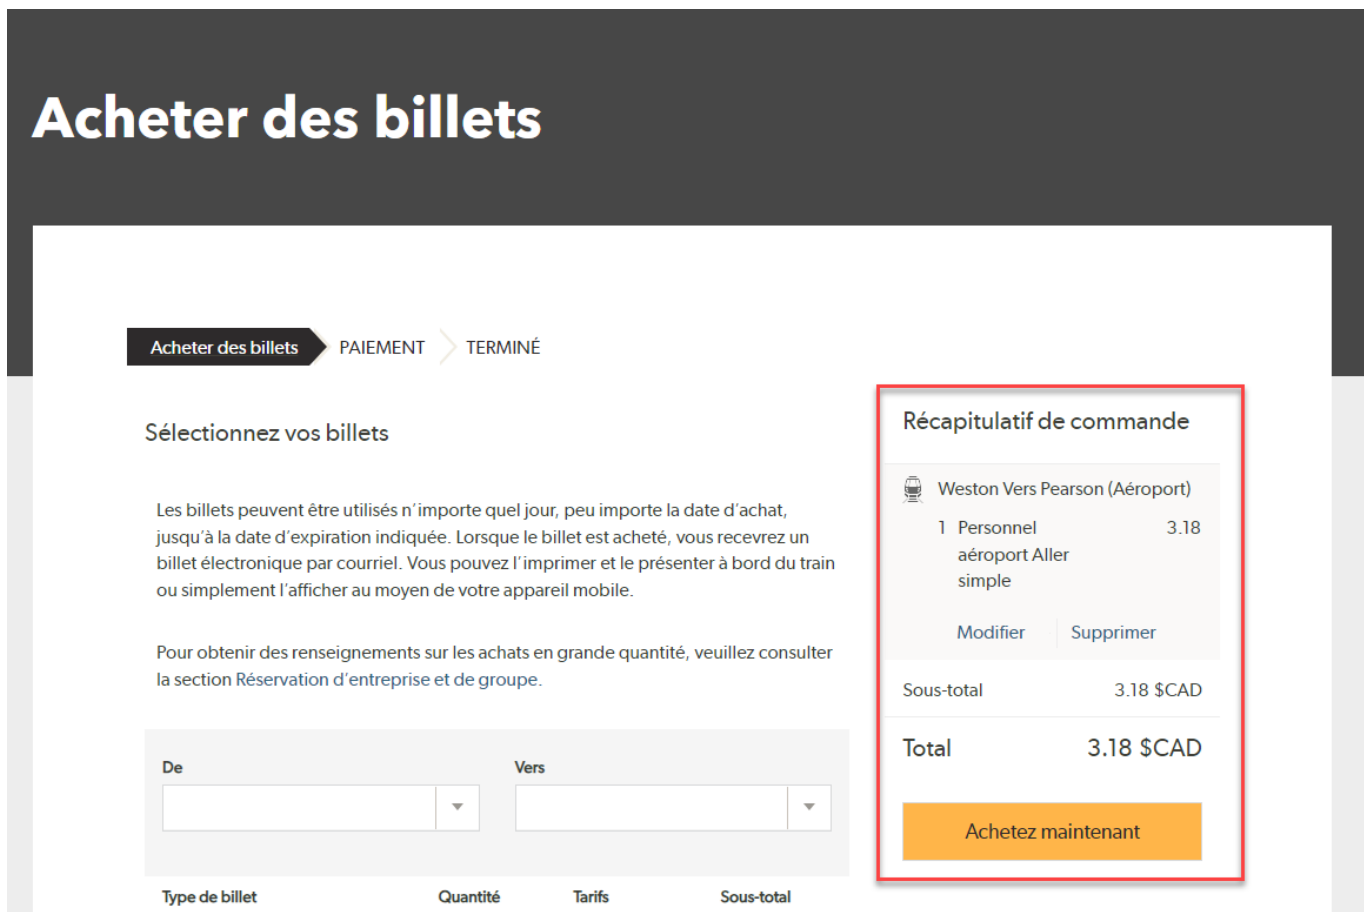 Acheter des billets
Acheter des billets
PAIEMENT
TERMINÉ
Sélectionnez vos billets
Les billets peuvent être utilisés n'importe quel jour, peu importe la date d'achat,
jusqu'à la date d'expiration indiquée. Lorsque le billet est acheté, vous recevrez un
billet électronique par courriel. Vous pouvez l'imprimer et le présenter à bord du train
ou simplement l'afficher au moyen de votre appareil mobile.
Pour obtenir des renseignements sur les achats en grande quantité, veuillez consulter
la section Réservation d'entreprise et de groupe.
De
Vers
Type de billet
Quantité
Tarifs
Sous-total
Récapitulatif de commande
Weston Vers Pearson (Aéroport)
1 Personnel 3.18
aéroport Aller
simple
Modifier
Supprimer
Sous-total 3.18 $CAD
Total 3.18 $CAD
Achetez maintenant